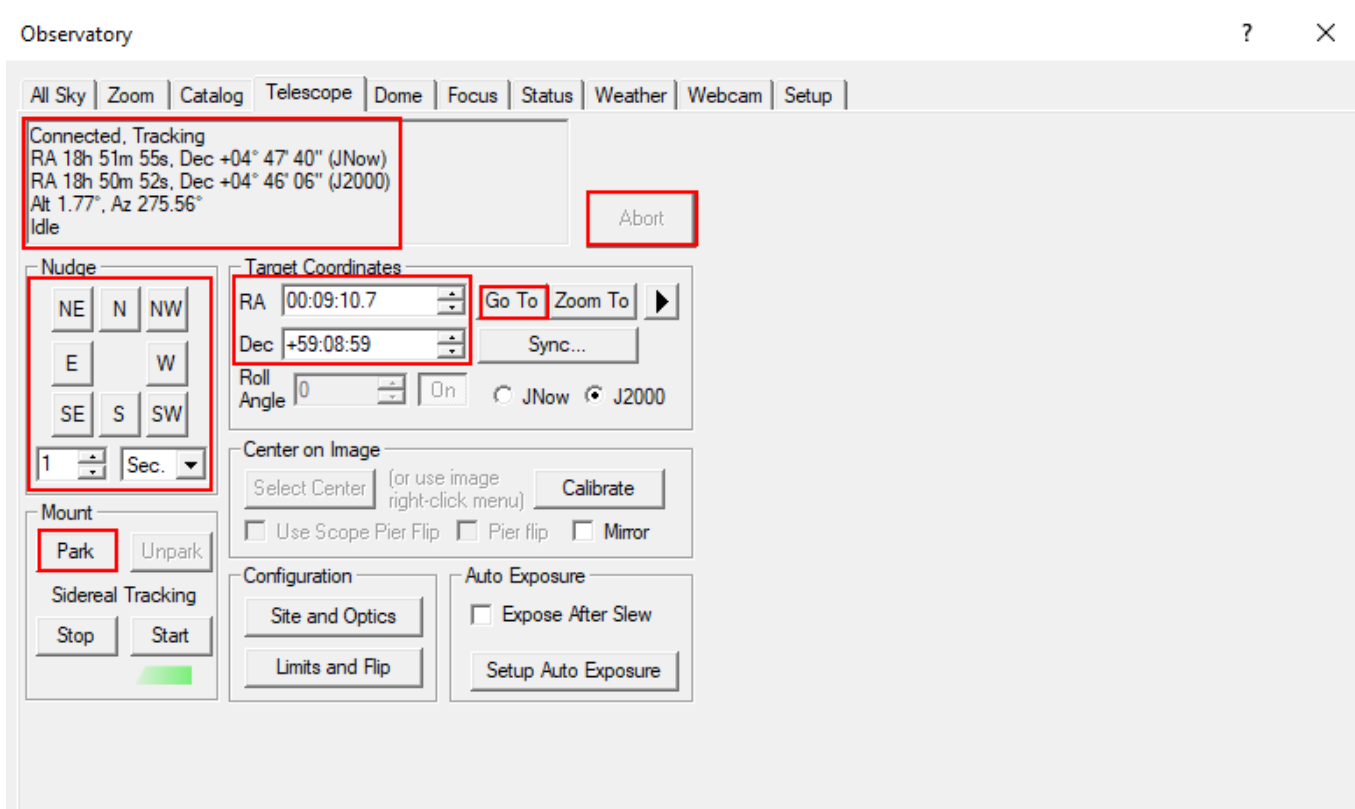 Observatory ? ×
All Sky Zoom Catalog Telescope Dome Focus Status Weather Webcam Setup
Connected, Tracking
RA 18h 51m 55s, Dec +04° 47' 40" (JNow)
RA 18h 50m 52s, Dec +04° 46' 06" (J2000)
Alt 1.77°, Az 275.56°
Idle
Abort
Nudge
NE N NW
E W
SE S SW
1 Sec.
Target Coordinates
RA 00:09:10.7 Go To Zoom To
Dec +59:08:59 Sync...
Roll
Angle 0 On JNow J2000
Center on Image
Select Center (or use image
right-click menu) Calibrate
Use Scope Pier Flip Pier flip Mirror
Mount
Park Unpark
Sidereal Tracking
Stop Start
Configuration
Site and Optics
Limits and Flip
Auto Exposure
Expose After Slew
Setup Auto Exposure